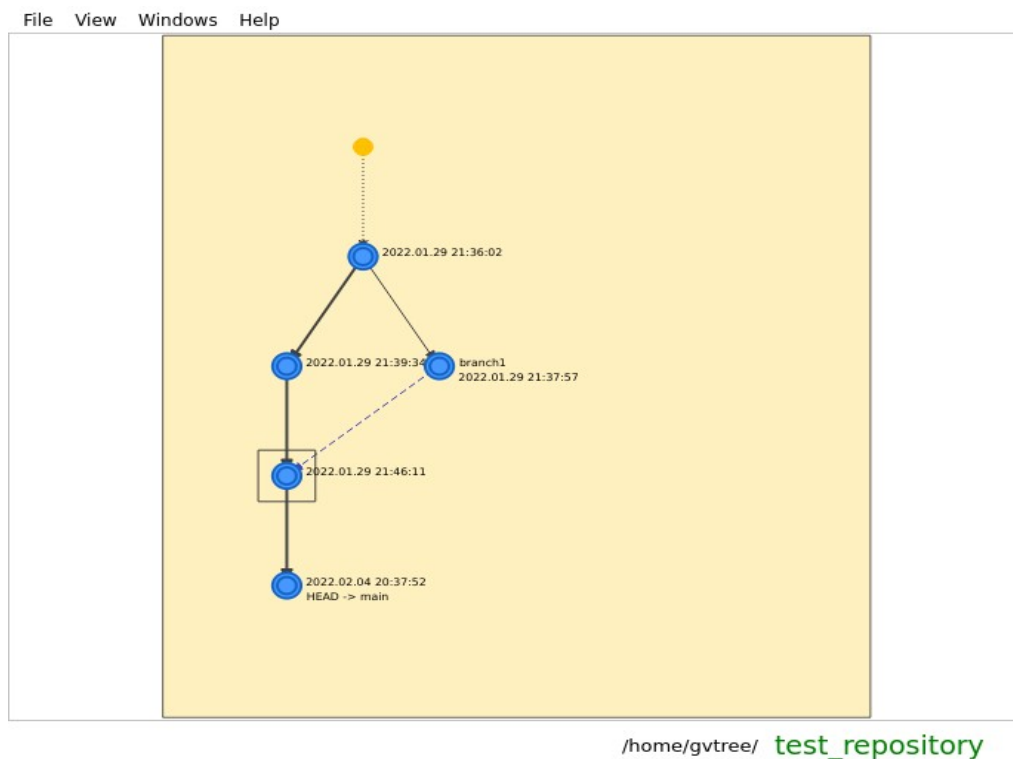 File View Windows Help
2022.01.29 21:36:02
2022.01.29 21:39:34
branch1
2022.01.29 21:37:57
2022.01.29 21:46:11
2022.02.04 20:37:52
HEAD -> main
/home/gvtree/ test_repository